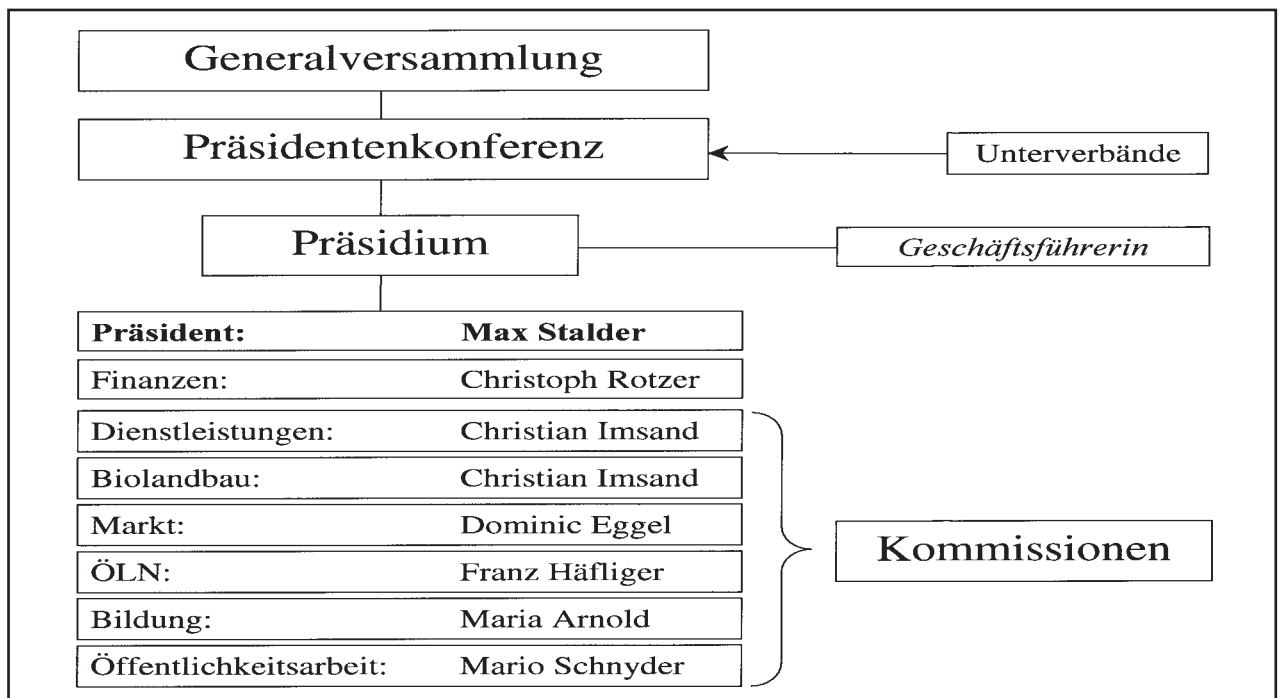 Generalversammlung
Präsidentenkonferenz
Unterverbände
Präsidium
Geschäftsführerin
Präsident: Max Stalder
Finanzen: Christoph Rotzer
Dienstleistungen: Christian Imsand
Biolandbau: Christian Imsand
Markt: Dominic Eggel
ÖLN: Franz Häfliger
Bildung: Maria Arnold
Öffentlichkeitsarbeit: Mario Schnyder
Kommissionen